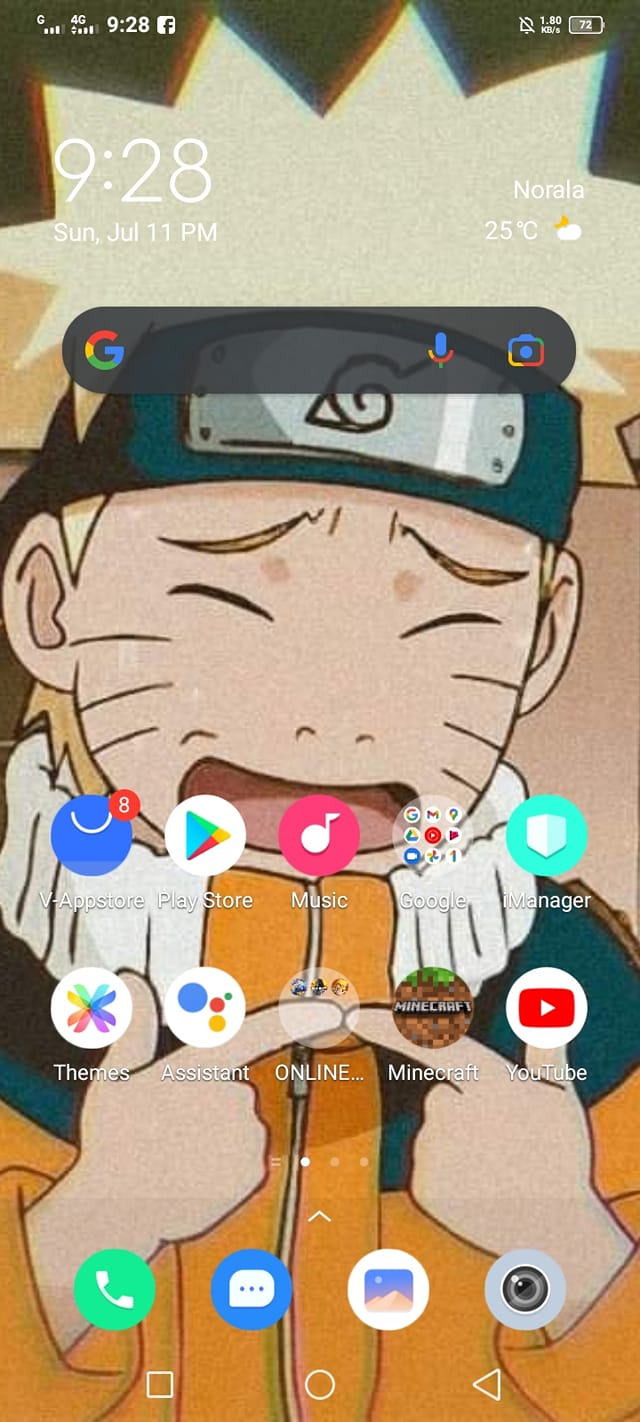 G 4G 9:28 1.80 KB/s 72
9:28
Sun, Jul 11 PM
Norala
25°C
8
V-Appstore Play Store Music Google iManager
MINECRAFT
Themes Assistant ONLINE... Minecraft YouTube